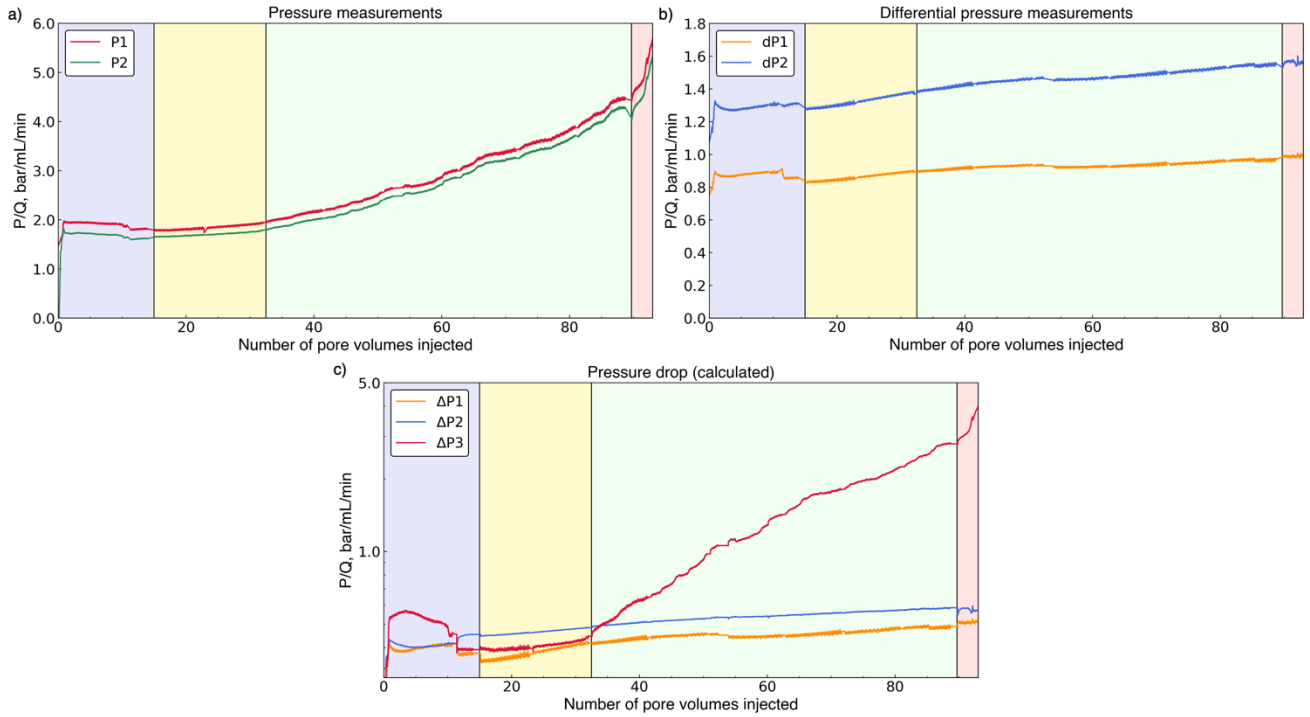 a)
Pressure measurements
6.0
5.0
4.0
3.0
2.0
1.0
0.0
P/Q, bar/mL/min
P1
P2
0
20
40
60
80
Number of pore volumes injected
b)
Differential pressure measurements
1.8
1.6
1.4
1.2
1.0
0.8
0.6
0.4
0.2
0.0
P/Q, bar/mL/min
dP1
dP2
0
20
40
60
80
Number of pore volumes injected
c)
Pressure drop (calculated)
5.0
1.0
P/Q, bar/mL/min
ΔP1
ΔP2
ΔP3
0
20
40
60
80
Number of pore volumes injected